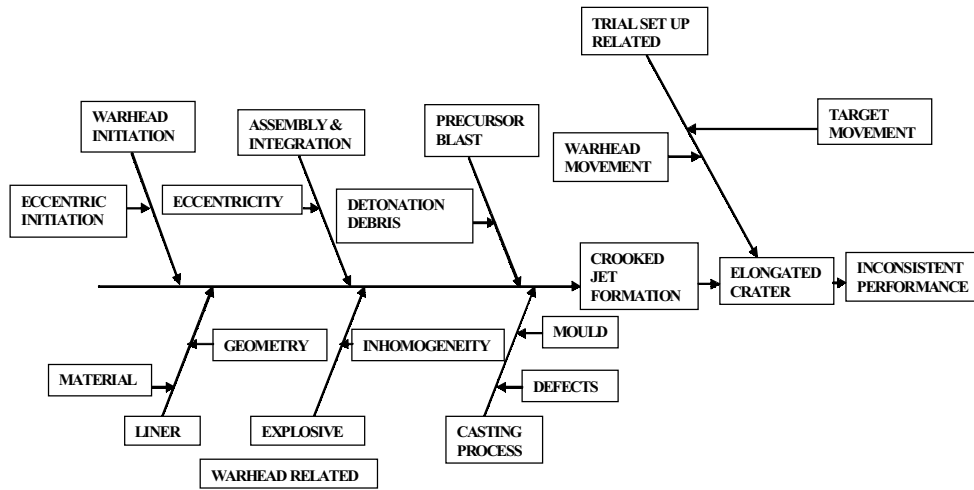 TRIAL SET UP
RELATED
WARHEAD
INITIATION
ASSEMBLY &
INTEGRATION
PRECURSOR
BLAST
TARGET
MOVEMENT
WARHEAD
MOVEMENT
ECCENTRIC
INITIATION
ECCENTRICITY
DETONATION
DEBRIS
CROOKED
JET
FORMATION
ELONGATED
CRATER
INCONSISTENT
PERFORMANCE
GEOMETRY
INHOMOGENEITY
MOULD
MATERIAL
DEFECTS
LINER
EXPLOSIVE
CASTING
PROCESS
WARHEAD RELATED